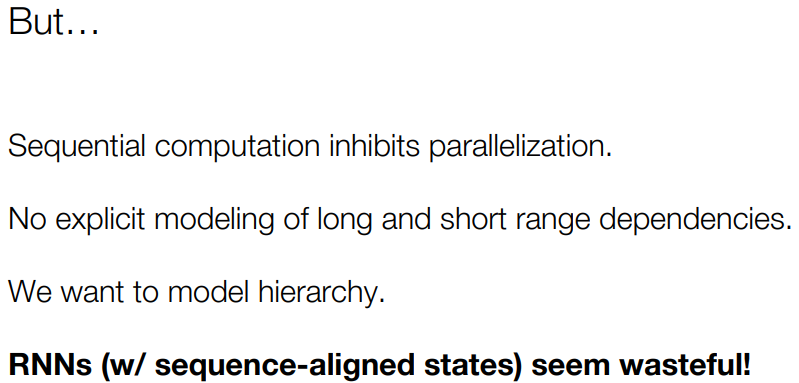 But…
Sequential computation inhibits parallelization.
No explicit modeling of long and short range dependencies.
We want to model hierarchy.
RNNs (w/ sequence-aligned states) seem wasteful!